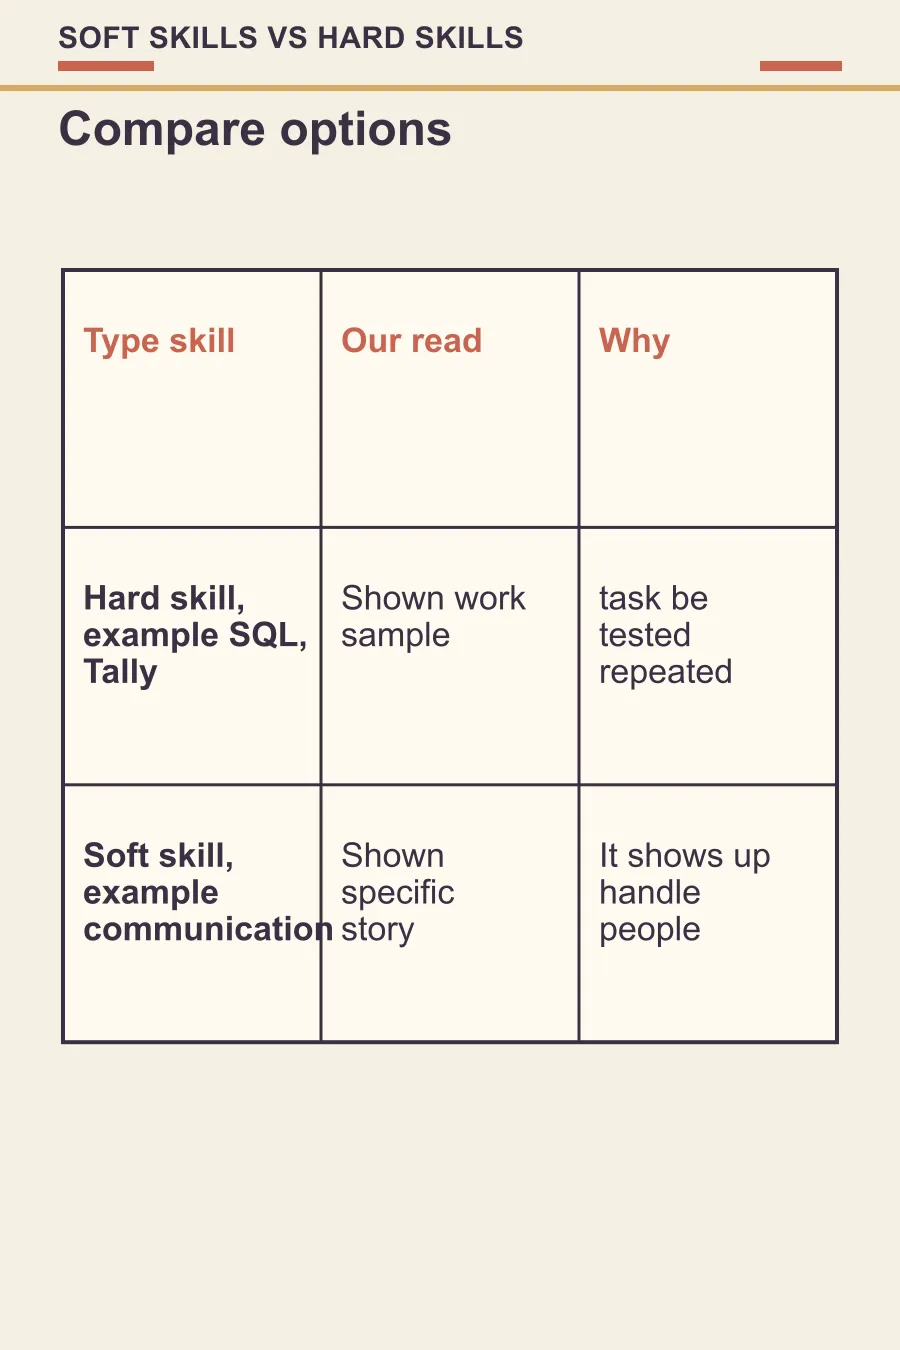 SOFT SKILLS VS HARD SKILLS
Compare options
Type skill
Our read
Why
Hard skill,
example SQL,
Tally
Shown work
sample
task be
tested
repeated
Soft skill,
example
communication
Shown
specific
story
It shows up
handle
people